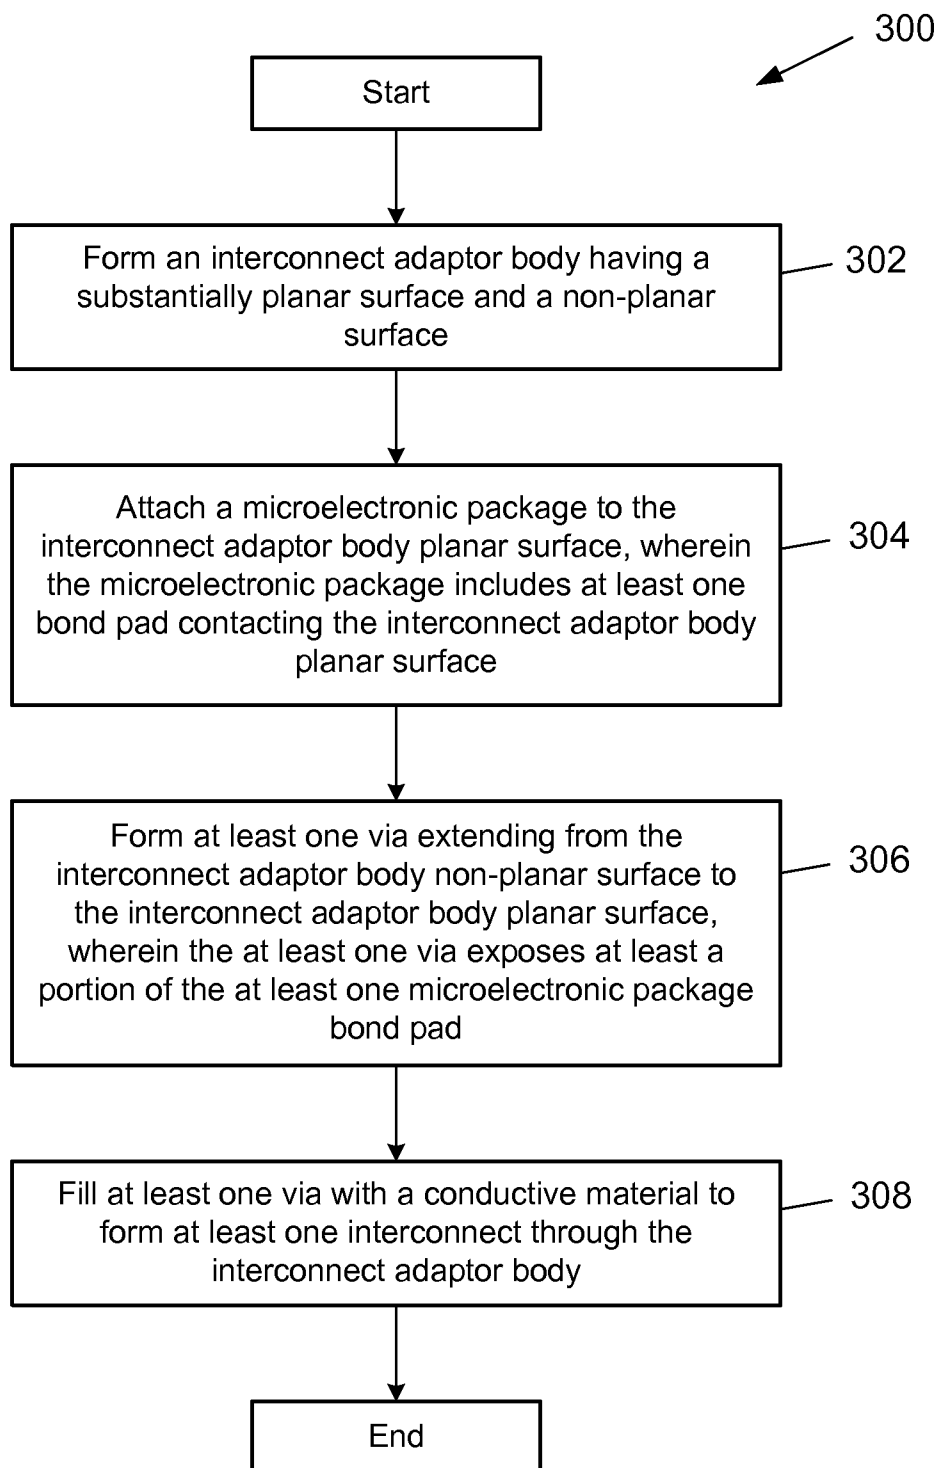 300
Start
Form an interconnect adaptor body having a
substantially planar surface and a non-planar
surface
302
Attach a microelectronic package to the
interconnect adaptor body planar surface, wherein
the microelectronic package includes at least one
bond pad contacting the interconnect adaptor body
planar surface
304
Form at least one via extending from the
interconnect adaptor body non-planar surface to
the interconnect adaptor body planar surface,
wherein the at least one via exposes at least a
portion of the at least one microelectronic package
bond pad
306
Fill at least one via with a conductive material to
form at least one interconnect through the
interconnect adaptor body
308
End